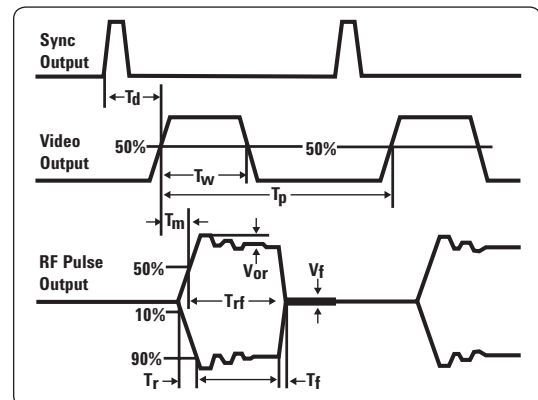 Sync
Output
Td
Video
Output
50%
50%
Tw
Tp
Tm
RF Pulse
Output
50%
Vor
Vf
Trf
10%
90%
Tr
Tf